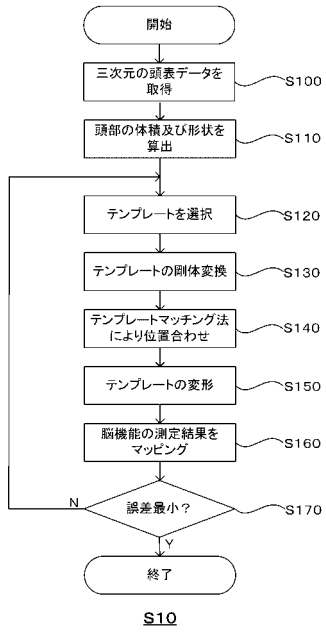 開始
三次元の頭表データを
取得
S100
頭部の体積及び形状を
算出
S110
テンプレートを選択
S120
テンプレートの剛体変換
S130
テンプレートマッチング法
により位置合わせ
S140
テンプレートの変形
S150
脳機能の測定結果を
マッピング
S160
誤差最小？
S170
N
Y
終了
S10